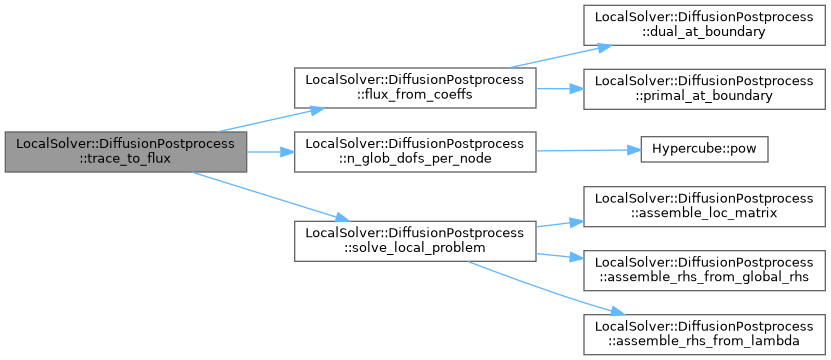 LocalSolver::DiffusionPostprocess
::trace_to_flux
LocalSolver::DiffusionPostprocess
::flux_from_coeffs
LocalSolver::DiffusionPostprocess
::dual_at_boundary
LocalSolver::DiffusionPostprocess
::primal_at_boundary
LocalSolver::DiffusionPostprocess
::n_glob_dofs_per_node
Hypercube::pow
LocalSolver::DiffusionPostprocess
::solve_local_problem
LocalSolver::DiffusionPostprocess
::assemble_loc_matrix
LocalSolver::DiffusionPostprocess
::assemble_rhs_from_global_rhs
LocalSolver::DiffusionPostprocess
::assemble_rhs_from_lambda